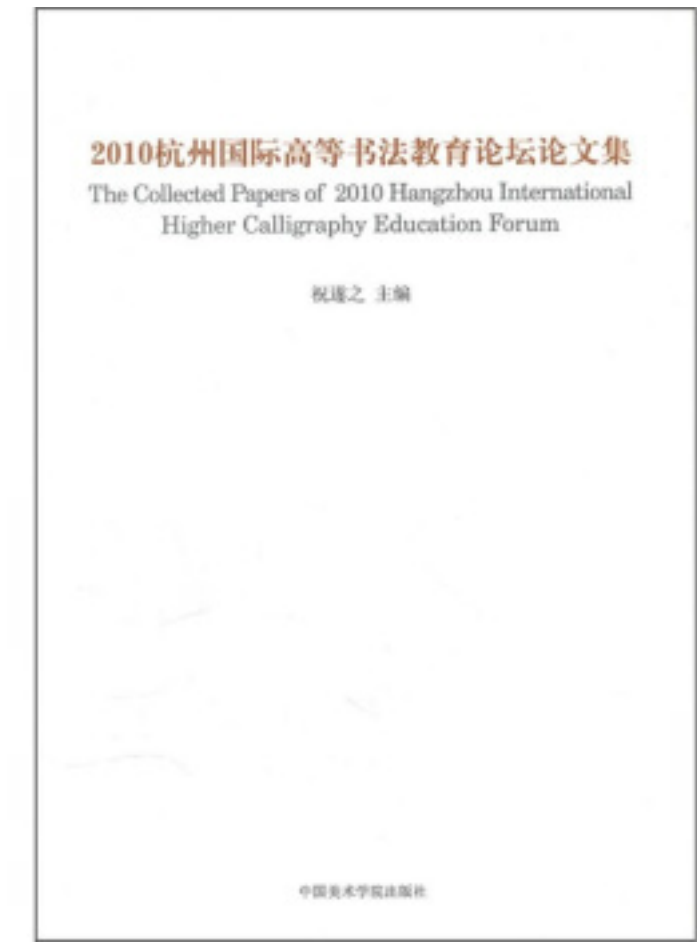 2010杭州国际高等书法教育论坛论文集
The Collected Papers of 2010 Hangzhou International
Higher Calligraphy Education Forum
祝遂之 主编
中国美术学院出版社